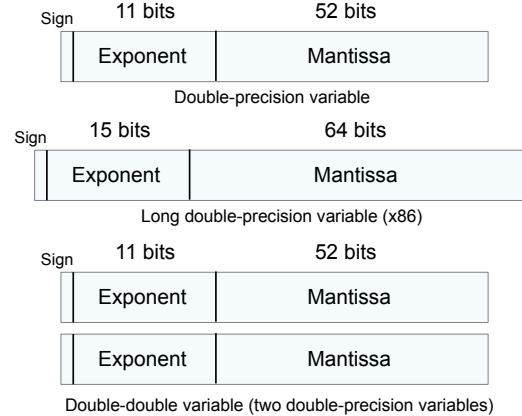 Sign 11 bits 52 bits
Exponent Mantissa
Double-precision variable
Sign 15 bits 64 bits
Exponent Mantissa
Long double-precision variable (x86)
Sign 11 bits 52 bits
Exponent Mantissa
Exponent Mantissa
Double-double variable (two double-precision variables)